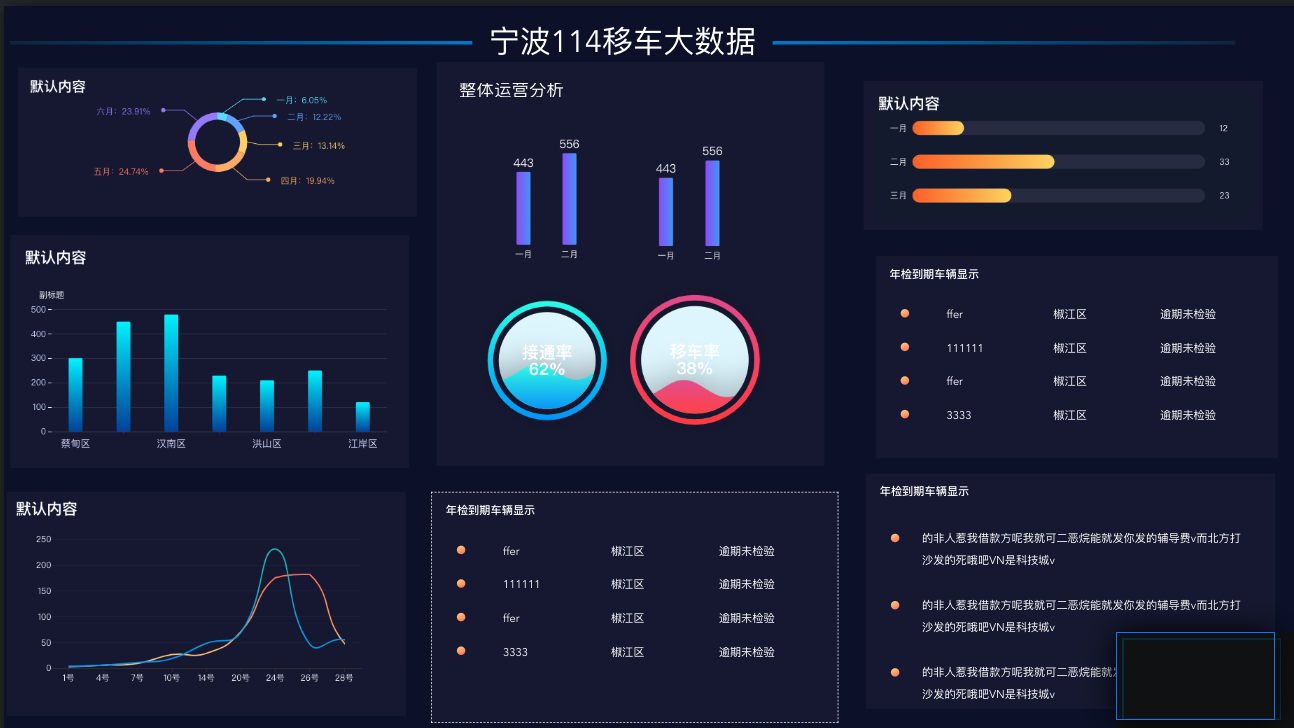 宁波114移车大数据
默认内容
六月：23.91%
一月：6.05%
二月：12.22%
三月：13.14%
五月：24.74%
四月：19.94%
默认内容
副标题
500
400
300
200
100
0
蔡甸区 汉南区 洪山区 江岸区
默认内容
250
200
150
100
50
0
1号 4号 7号 10号 14号 20号 24号 26号 28号
整体运营分析
443 556
一月 二月
443 556
一月 二月
接通率
62%
移车率
38%
年检到期车辆显示
ffer 椒江区 逾期未检验
111111 椒江区 逾期未检验
ffer 椒江区 逾期未检验
3333 椒江区 逾期未检验
默认内容
一月 12
二月 33
三月 23
年检到期车辆显示
ffer 椒江区 逾期未检验
111111 椒江区 逾期未检验
ffer 椒江区 逾期未检验
3333 椒江区 逾期未检验
年检到期车辆显示
的非人惹我借款方呢我就可二恶烷能就发你发的辅导费v而北方打
沙发的死哦吧VN是科技城v
的非人惹我借款方呢我就可二恶烷能就发你发的辅导费v而北方打
沙发的死哦吧VN是科技城v
的非人惹我借款方呢我就可二恶烷能就
沙发的死哦吧VN是科技城v